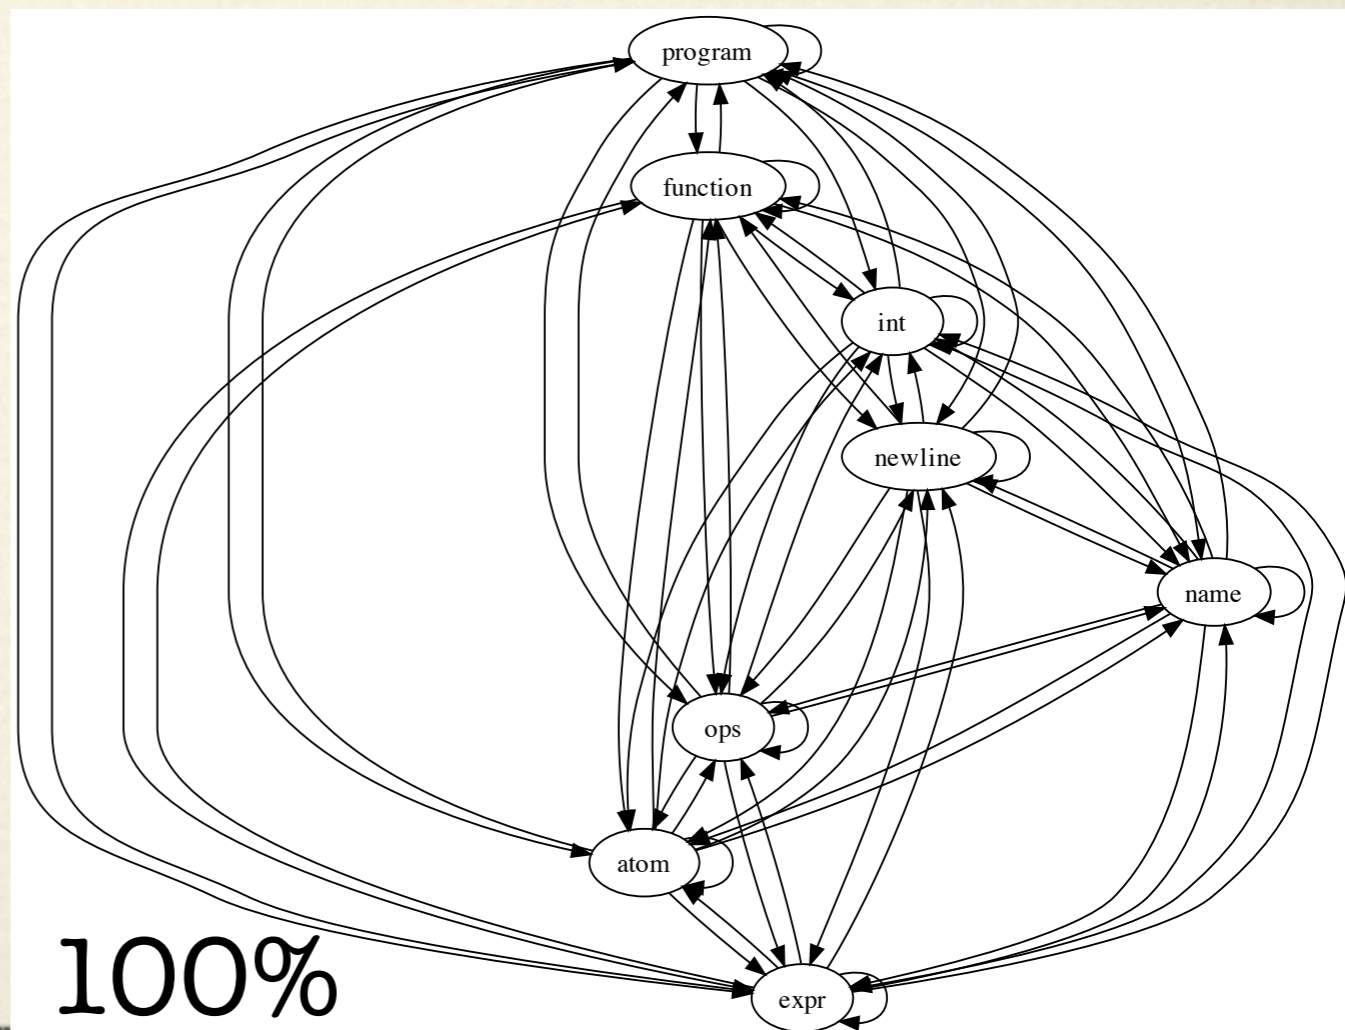 program
function
int
newline
name
ops
atom
expr
100%